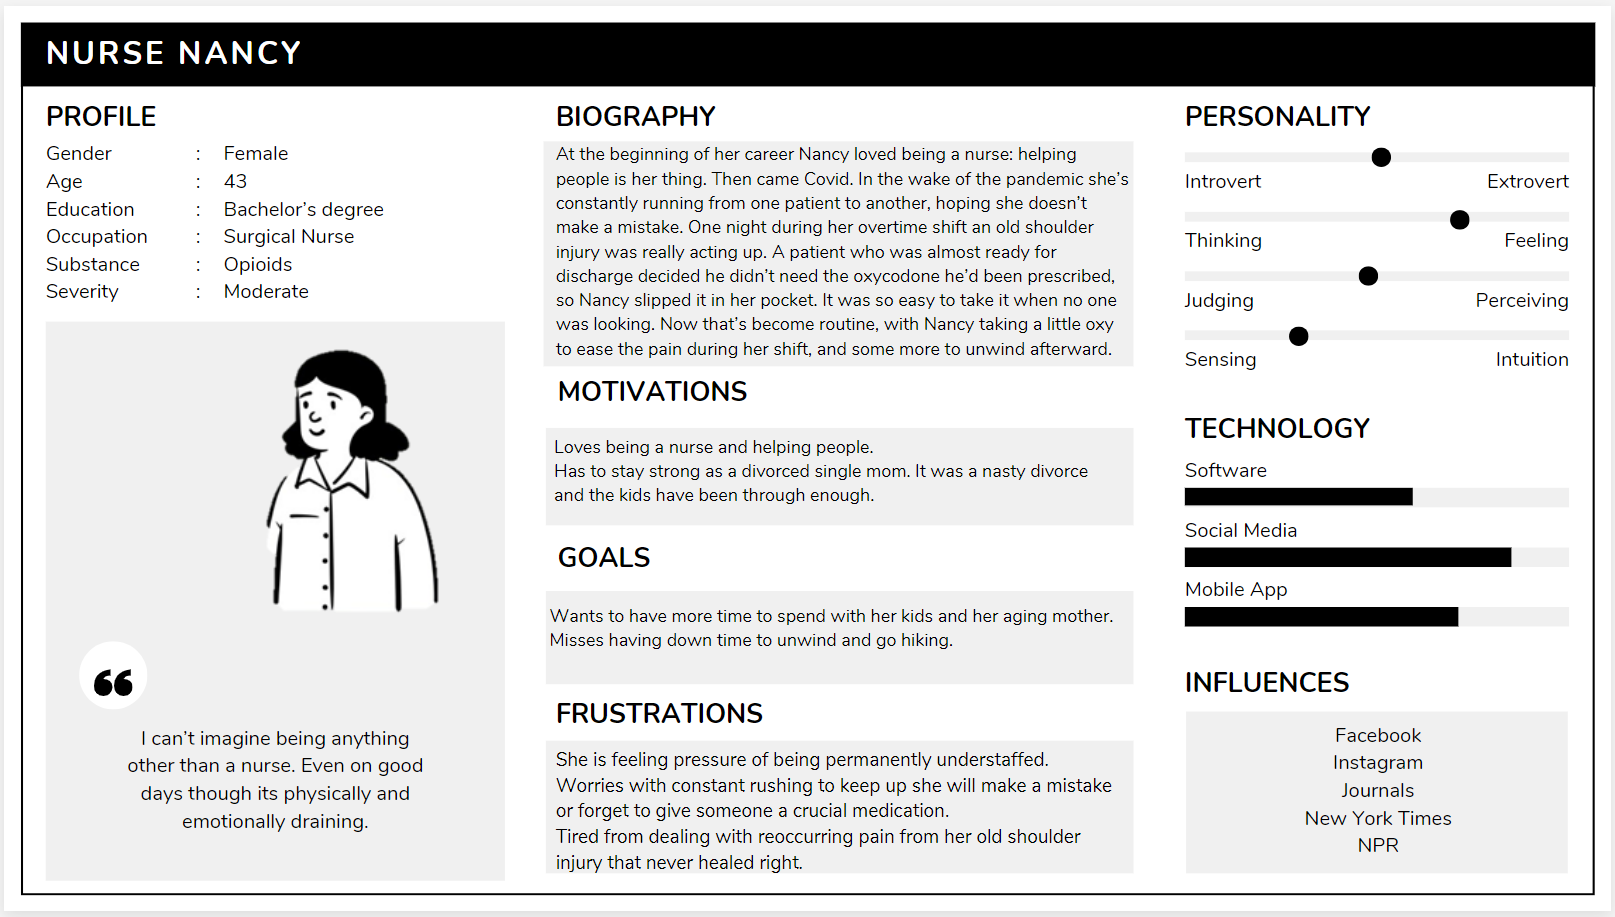 NURSE NANCY
PROFILE
Gender : Female
Age : 43
Education : Bachelor's degree
Occupation : Surgical Nurse
Substance : Opioids
Severity : Moderate
“
I can't imagine being anything
other than a nurse. Even on good
days though its physically and
emotionally draining.
BIOGRAPHY
At the beginning of her career Nancy loved being a nurse: helping
people is her thing. Then came Covid. In the wake of the pandemic she's
constantly running from one patient to another, hoping she doesn't
make a mistake. One night during her overtime shift an old shoulder
injury was really acting up. A patient who was almost ready for
discharge decided he didn't need the oxycodone he'd been prescribed,
so Nancy slipped it in her pocket. It was so easy to take it when no one
was looking. Now that's become routine, with Nancy taking a little oxy
to ease the pain during her shift, and some more to unwind afterward.
MOTIVATIONS
Loves being a nurse and helping people.
Has to stay strong as a divorced single mom. It was a nasty divorce
and the kids have been through enough.
GOALS
Wants to have more time to spend with her kids and her aging mother.
Misses having down time to unwind and go hiking.
FRUSTRATIONS
She is feeling pressure of being permanently understaffed.
Worries with constant rushing to keep up she will make a mistake
or forget to give someone a crucial medication.
Tired from dealing with reoccurring pain from her old shoulder
injury that never healed right.
PERSONALITY
Introvert Extrovert
Thinking Feeling
Judging Perceiving
Sensing Intuition
TECHNOLOGY
Software
Social Media
Mobile App
INFLUENCES
Facebook
Instagram
Journals
New York Times
NPR